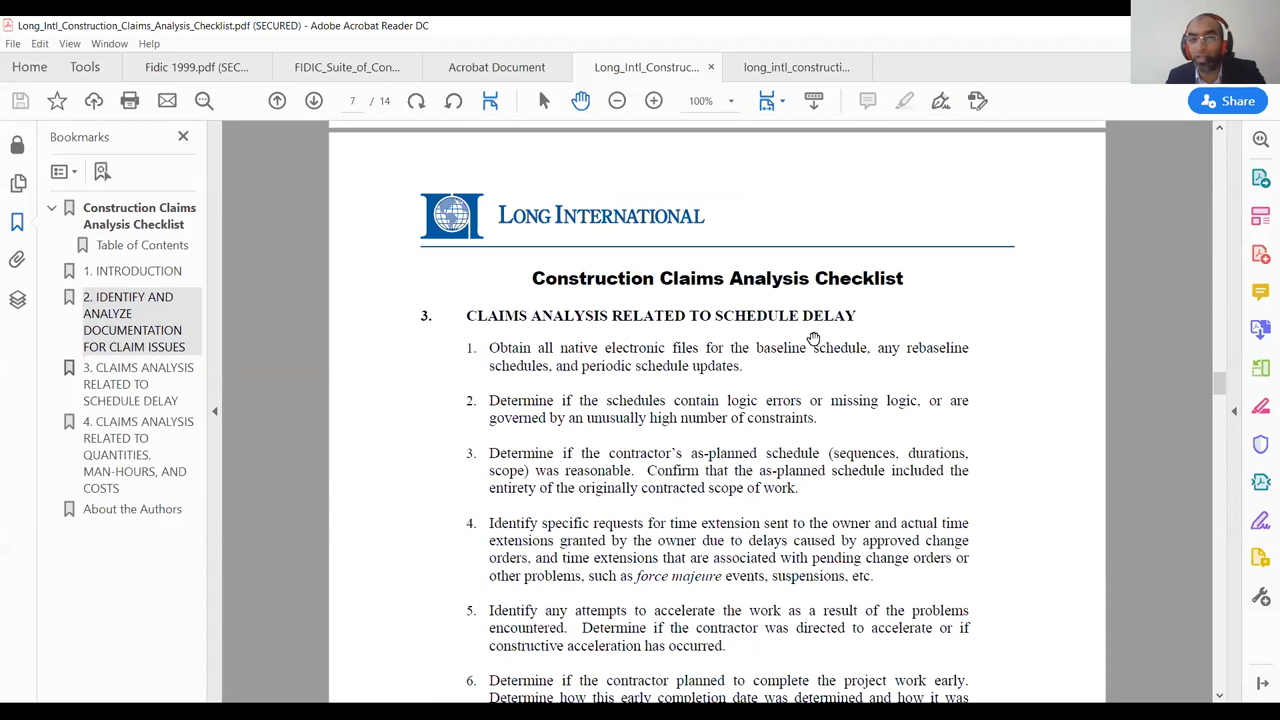 Long_Intl_Construction_Claims_Analysis_Checklist.pdf (SECURED) - Adobe Acrobat Reader DC
File Edit View Window Help
Home Tools Fidic 1999.pdf (SEC... FIDIC_Suite_of_Con... Acrobat Document Long_Intl_Construc... × long_intl_constructi...
7 / 14 100% Share
Bookmarks
Construction Claims
Analysis Checklist
Table of Contents
1. INTRODUCTION
2. IDENTIFY AND
ANALYZE
DOCUMENTATION
FOR CLAIM ISSUES
3. CLAIMS ANALYSIS
RELATED TO
SCHEDULE DELAY
4. CLAIMS ANALYSIS
RELATED TO
QUANTITIES,
MAN-HOURS, AND
COSTS
About the Authors
LONG INTERNATIONAL
Construction Claims Analysis Checklist
3. CLAIMS ANALYSIS RELATED TO SCHEDULE DELAY
1. Obtain all native electronic files for the baseline schedule, any rebaseline
schedules, and periodic schedule updates.
2. Determine if the schedules contain logic errors or missing logic, or are
governed by an unusually high number of constraints.
3. Determine if the contractor's as-planned schedule (sequences, durations,
scope) was reasonable. Confirm that the as-planned schedule included the
entirety of the originally contracted scope of work.
4. Identify specific requests for time extension sent to the owner and actual time
extensions granted by the owner due to delays caused by approved change
orders, and time extensions that are associated with pending change orders or
other problems, such as force majeure events, suspensions, etc.
5. Identify any attempts to accelerate the work as a result of the problems
encountered. Determine if the contractor was directed to accelerate or if
constructive acceleration has occurred.
6. Determine if the contractor planned to complete the project work early.
Determine how this early completion date was determined and how it was